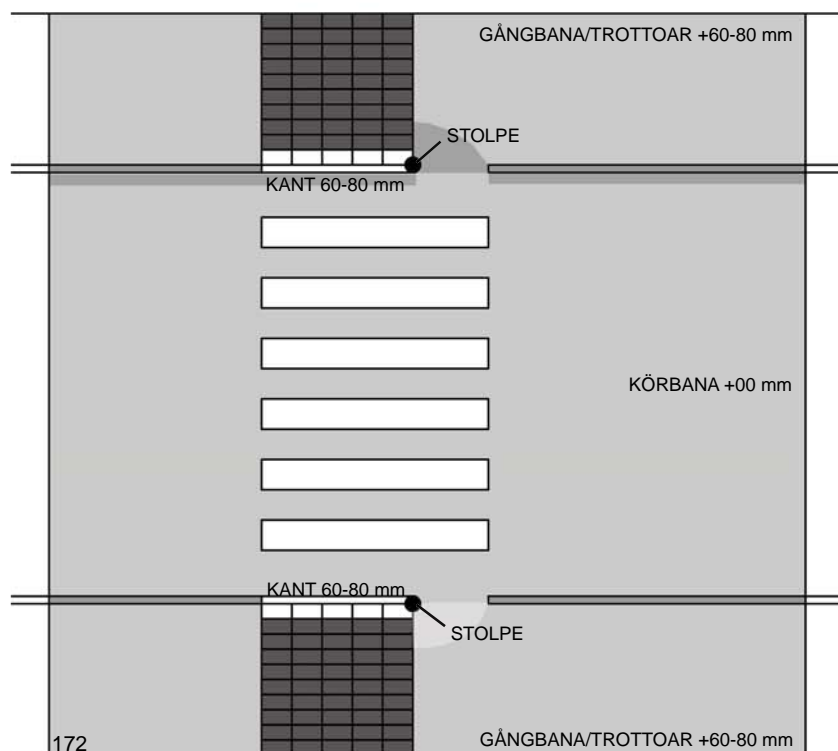 GÅNGBANA/TROTTOAR +60-80 mm
STOLPE
KANT 60-80 mm
KÖRBANA +00 mm
KANT 60-80 mm
STOLPE
172
GÅNGBANA/TROTTOAR +60-80 mm